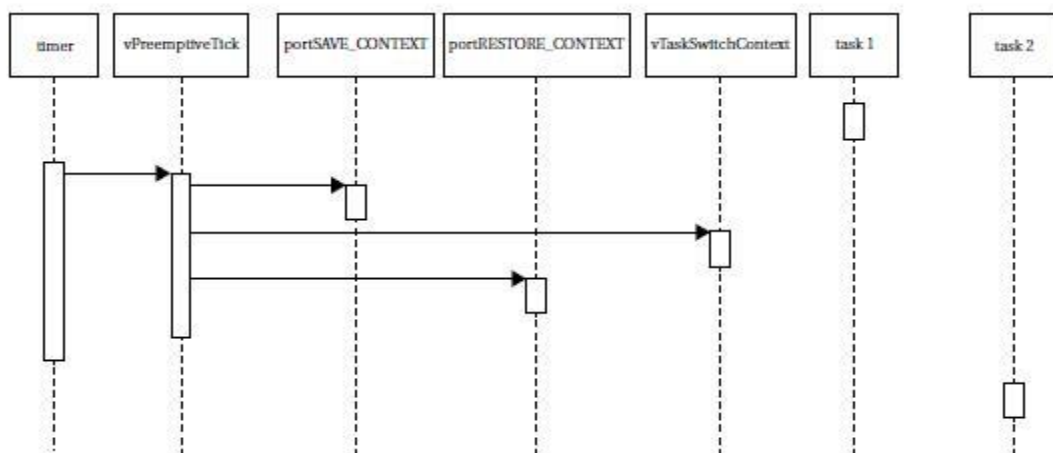 timer
vPreemptiveTick
portSAVE_CONTEXT
portRESTORE_CONTEXT
vTaskSwitchContext
task 1
task 2